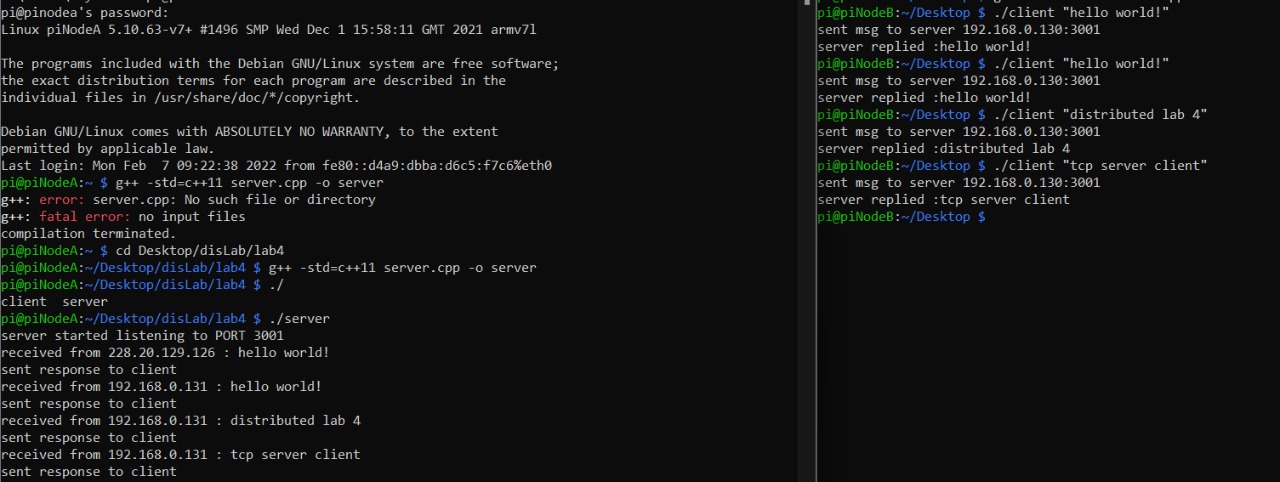 pi@pinodea's password:
Linux piNodeA 5.10.63-v7+ #1496 SMP Wed Dec 1 15:58:11 GMT 2021 armv7l
The programs included with the Debian GNU/Linux system are free software;
the exact distribution terms for each program are described in the
individual files in /usr/share/doc/*/copyright.
Debian GNU/Linux comes with ABSOLUTELY NO WARRANTY, to the extent
permitted by applicable law.
Last login: Mon Feb  7 09:22:38 2022 from fe80::d4a9:dbba:d6c5:f7c6%eth0
pi@piNodeA:~ $ g++ -std=c++11 server.cpp -o server
g++: error: server.cpp: No such file or directory
g++: fatal error: no input files
compilation terminated.
pi@piNodeA:~ $ cd Desktop/disLab/lab4
pi@piNodeA:~/Desktop/disLab/lab4 $ g++ -std=c++11 server.cpp -o server
pi@piNodeA:~/Desktop/disLab/lab4 $ ./
client  server
pi@piNodeA:~/Desktop/disLab/lab4 $ ./server
server started listening to PORT 3001
received from 228.20.129.126 : hello world!
sent response to client
received from 192.168.0.131 : hello world!
sent response to client
received from 192.168.0.131 : distributed lab 4
sent response to client
received from 192.168.0.131 : tcp server client
sent response to client
pi@piNodeB:~/Desktop $ ./client "hello world!"
sent msg to server 192.168.0.130:3001
server replied :hello world!
pi@piNodeB:~/Desktop $ ./client "hello world!"
sent msg to server 192.168.0.130:3001
server replied :hello world!
pi@piNodeB:~/Desktop $ ./client "distributed lab 4"
sent msg to server 192.168.0.130:3001
server replied :distributed lab 4
pi@piNodeB:~/Desktop $ ./client "tcp server client"
sent msg to server 192.168.0.130:3001
server replied :tcp server client
pi@piNodeB:~/Desktop $